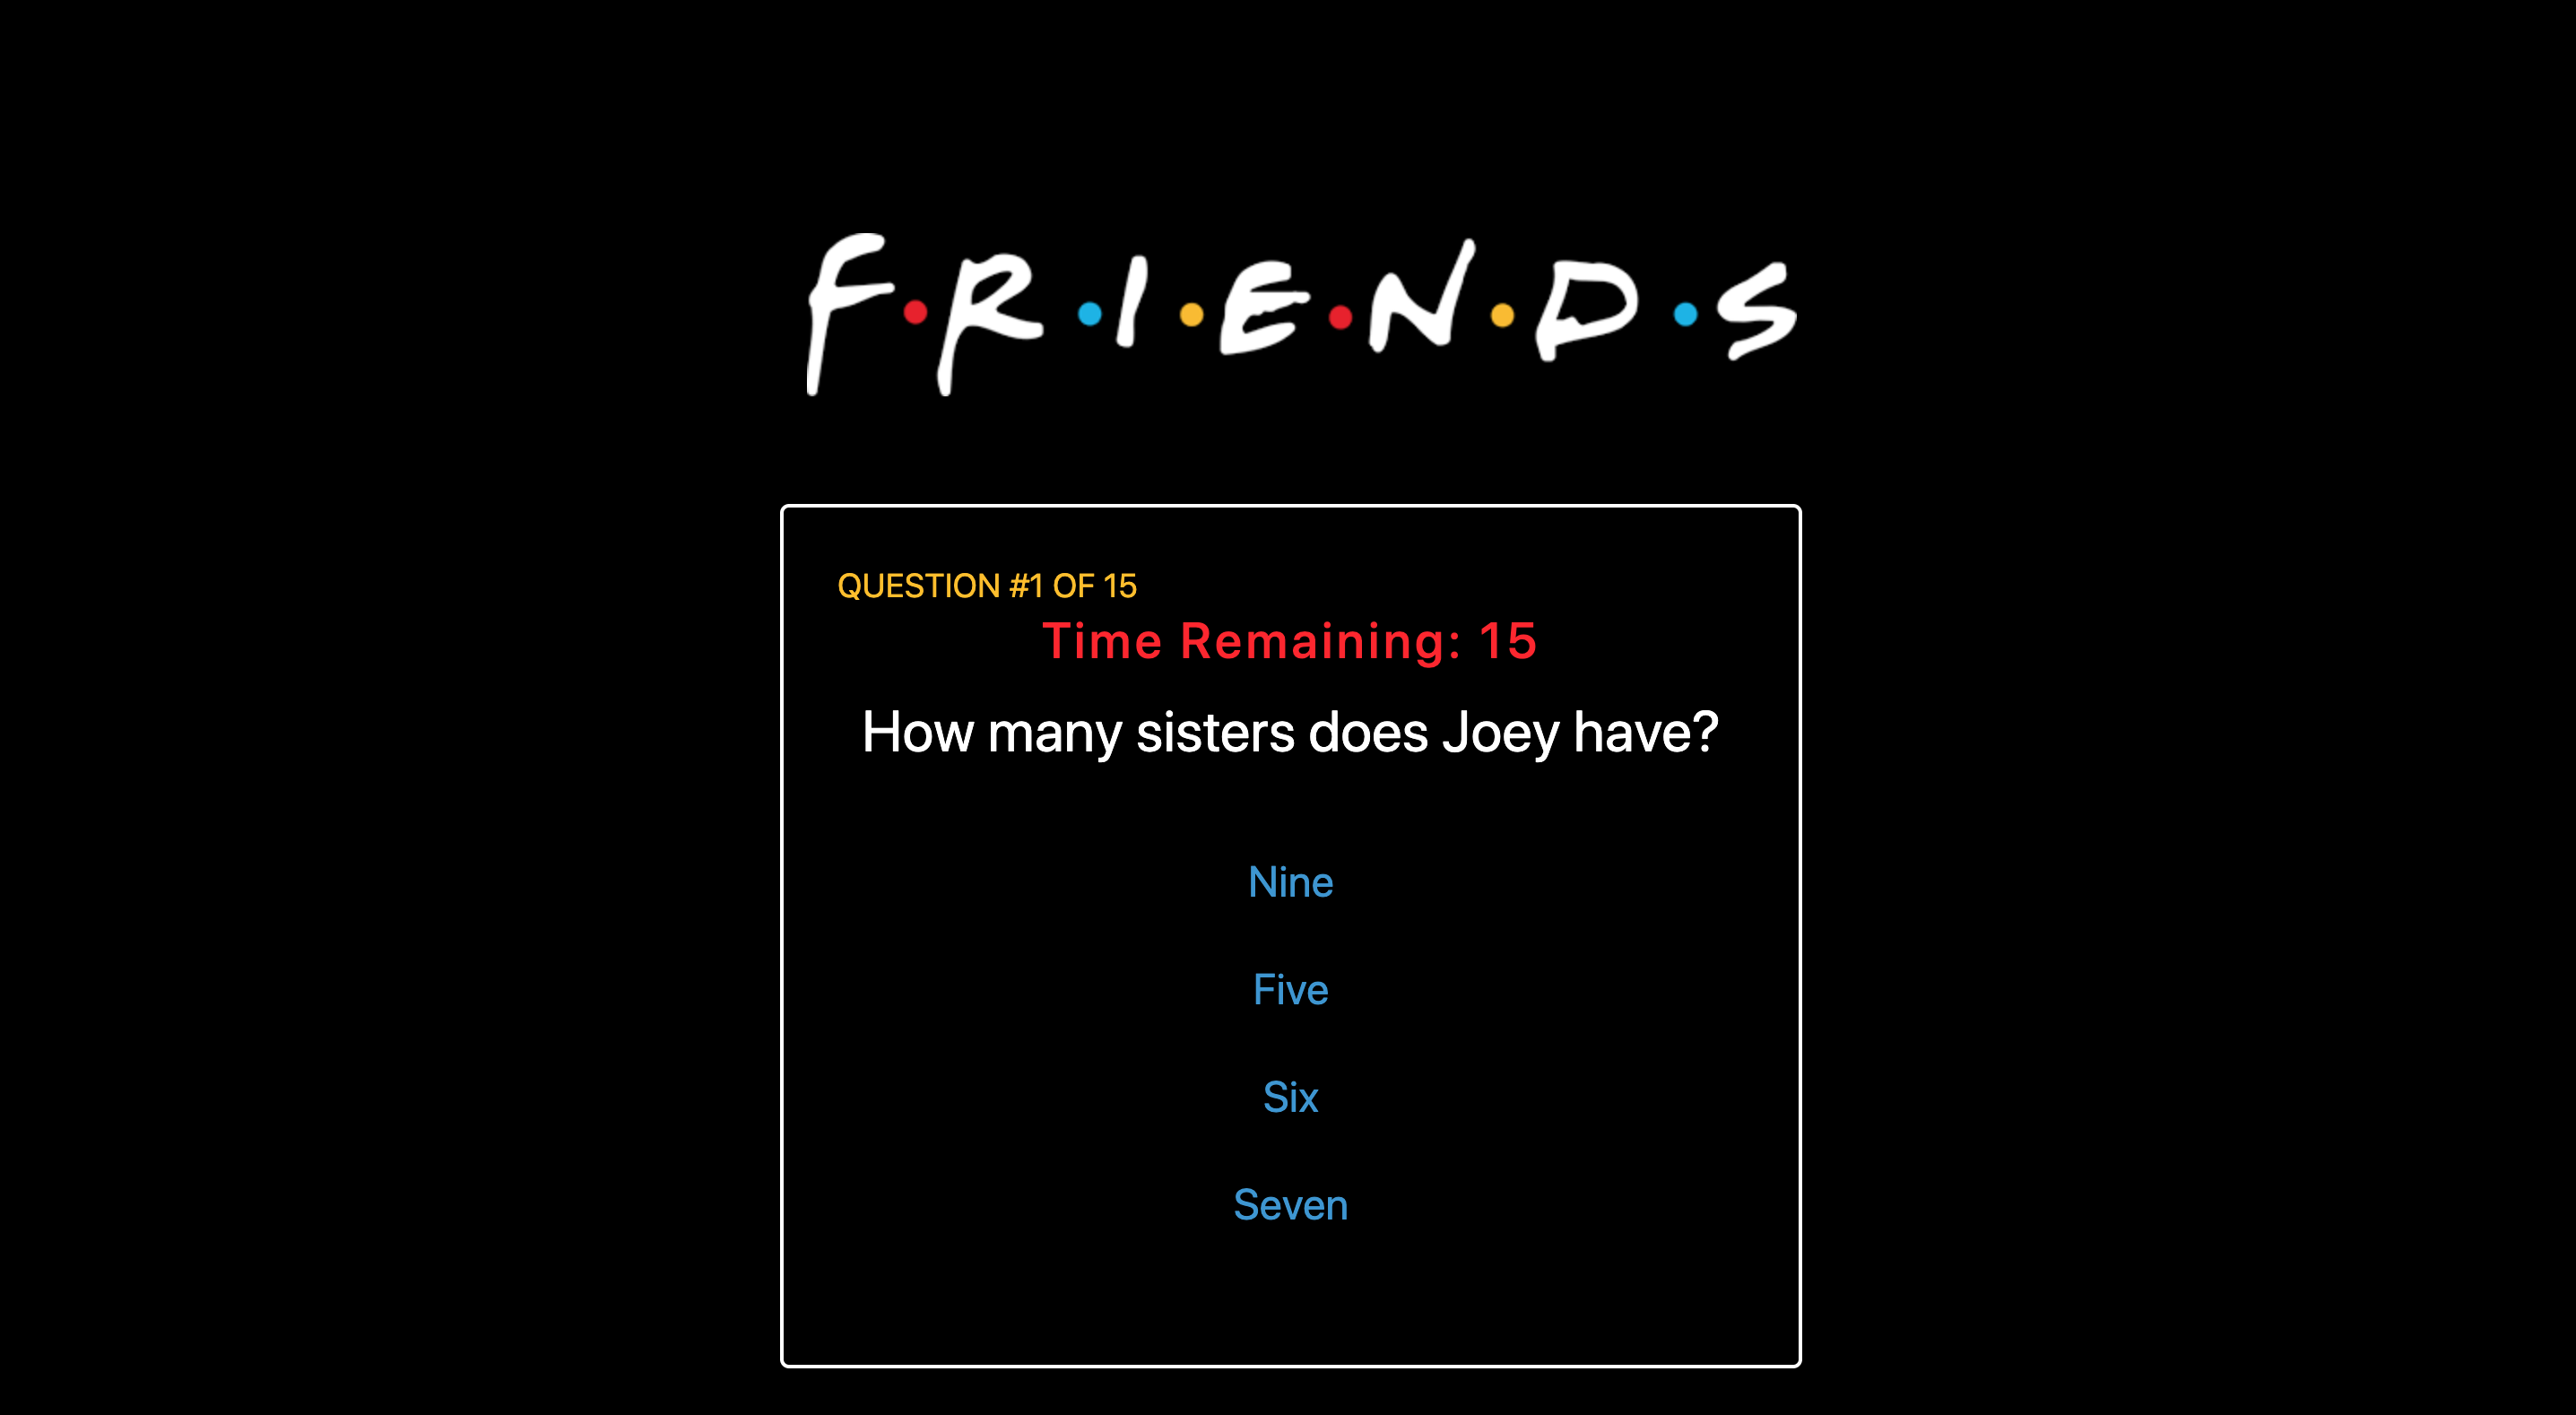 F•R•I•E•N•D•S
QUESTION #1 OF 15
Time Remaining: 15
How many sisters does Joey have?
Nine
Five
Six
Seven